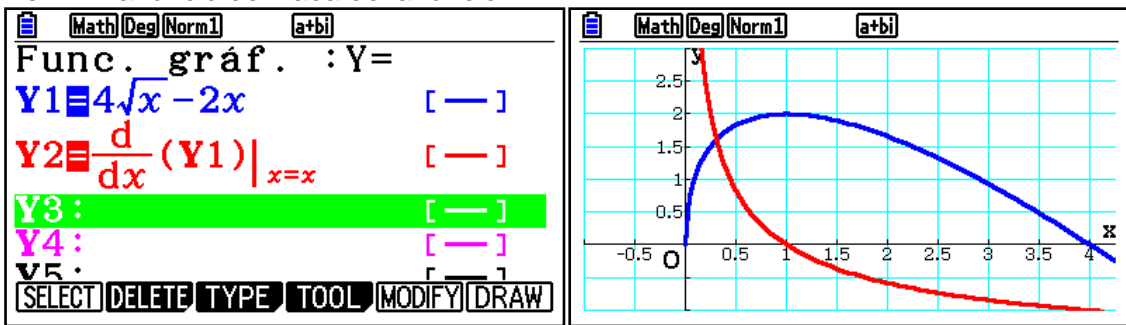 Math Deg Norm1 a+bi
Func. gráf. :Y=
Y1=4√x-2x [—]
Y2=d/dx(Y1)|x=x [—]
Y3: [—]
Y4: [—]
Y5: [—]
SELECT DELETE TYPE TOOL MODIFY DRAW
Math Deg Norm1 a+bi
y
2.5
2
1.5
1
0.5
x
-0.5 O 0.5 1 1.5 2 2.5 3 3.5 4